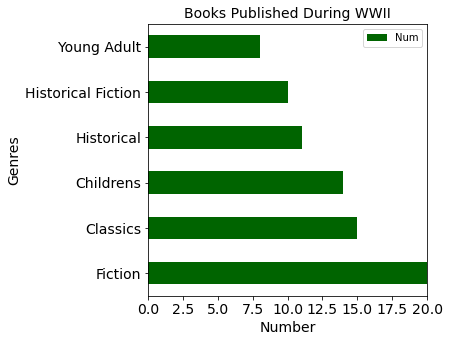 Books Published During WWII
Num
Genres
Young Adult
Historical Fiction
Historical
Childrens
Classics
Fiction
0.0 2.5 5.0 7.5 10.0 12.5 15.0 17.5 20.0
Number